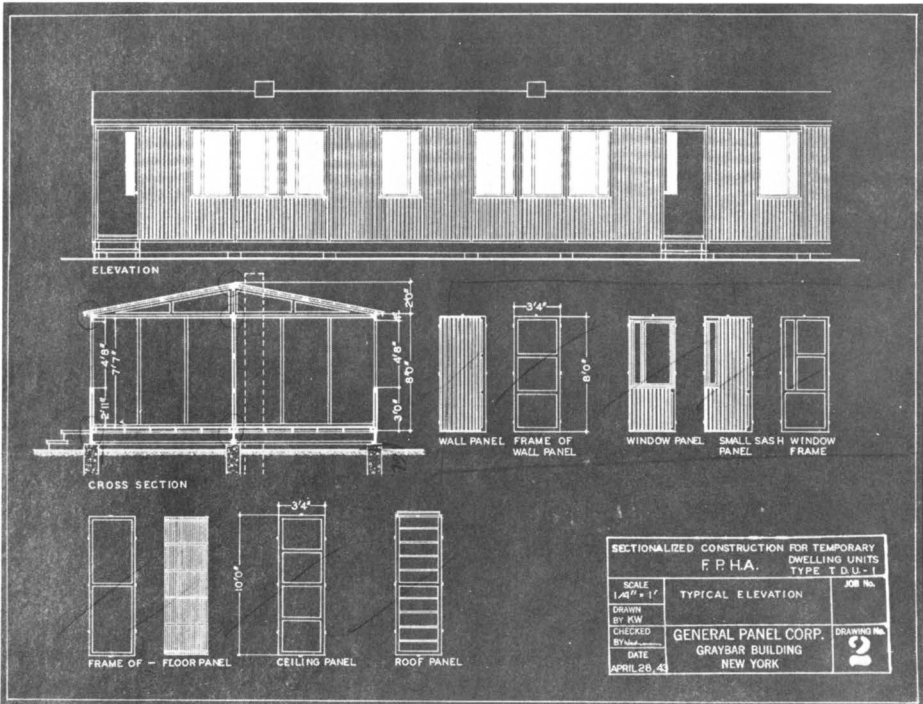 ELEVATION
2'0"
4'8"
7'7"
2'11"
4'8"
8'0"
3'0"
CROSS SECTION
3'4"
8'0"
WALL PANEL
FRAME OF
WALL PANEL
WINDOW PANEL
SMALL SASH
PANEL
WINDOW
FRAME
3'4"
10'0"
FRAME OF - FLOOR PANEL
CEILING PANEL
ROOF PANEL
SECTIONALIZED CONSTRUCTION FOR TEMPORARY
F.P.H.A. DWELLING UNITS
TYPE T.D.U.-1
SCALE
1/4" = 1'
TYPICAL ELEVATION
JOB No.
DRAWN
BY KW
CHECKED
BY
GENERAL PANEL CORP.
GRAYBAR BUILDING
NEW YORK
DRAWING No.
2
DATE
APRIL 28, 43